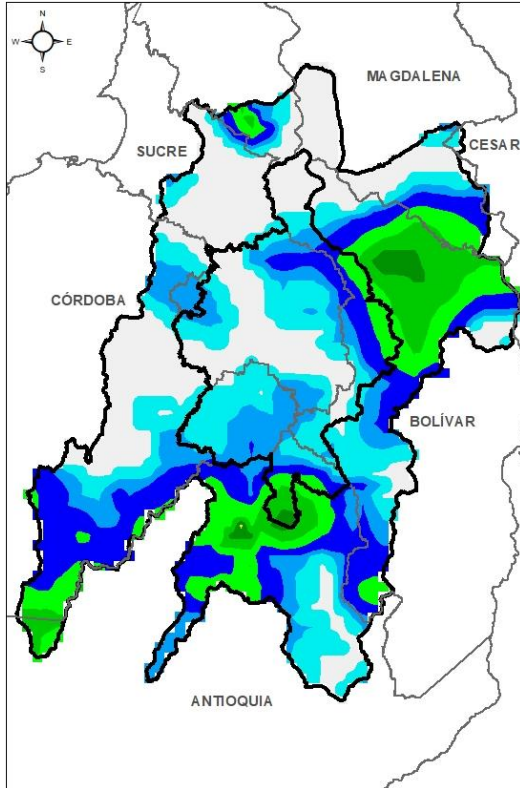 N
W E
S
MAGDALENA
SUCRE
CESAR
CÓRDOBA
BOLÍVAR
ANTIOQUIA